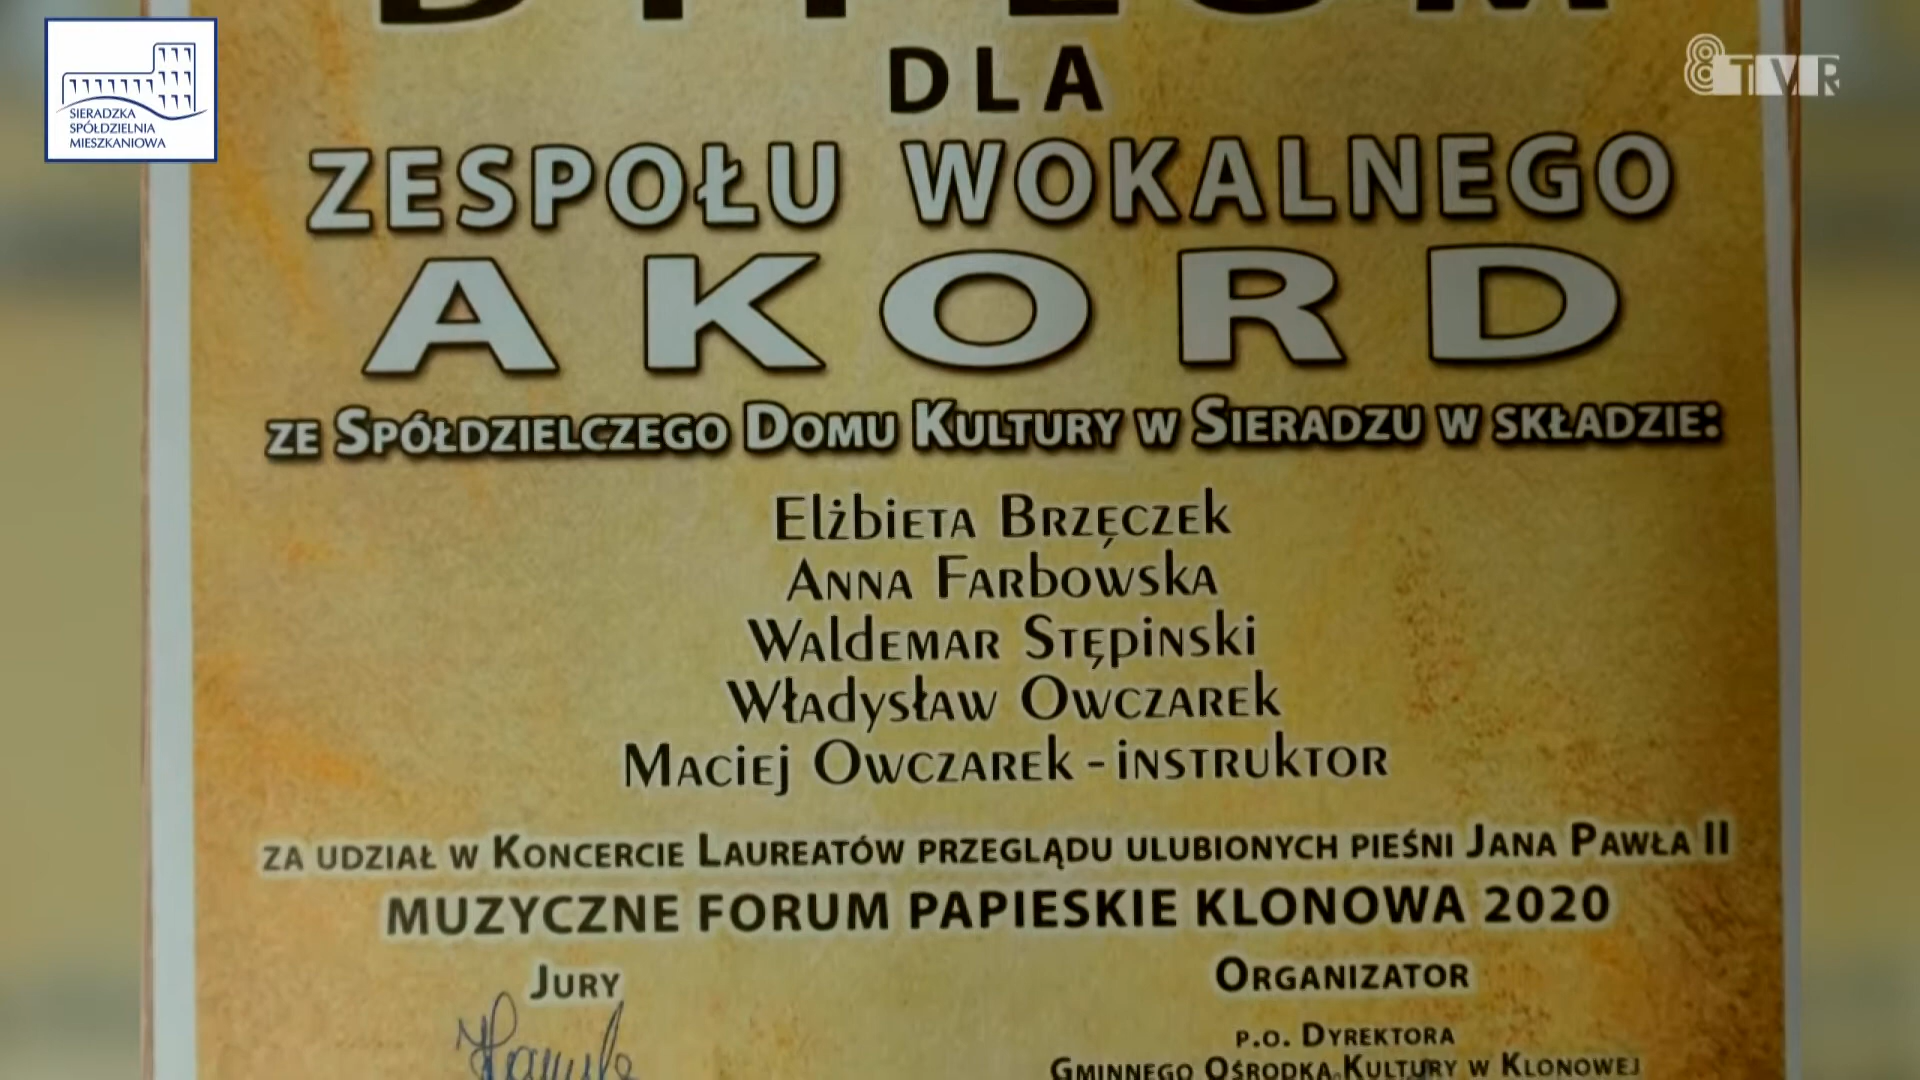 DYPLOM
DLA
ZESPOŁU WOKALNEGO
AKORD
ZE SPÓŁDZIELCZEGO DOMU KULTURY W SIERADZU W SKŁADZIE:
ELŻBIETA BRZĘCZEK
ANNA FARBOWSKA
WALDEMAR STĘPINSKI
WŁADYSŁAW OWCZAREK
MACIEJ OWCZAREK - INSTRUKTOR
ZA UDZIAŁ W KONCERCIE LAUREATÓW PRZEGLĄDU ULUBIONYCH PIEŚNI JANA PAWŁA II
MUZYCZNE FORUM PAPIESKIE KLONOWA 2020
JURY
ORGANIZATOR
P.O. DYREKTORA
GMINNEGO OŚRODKA KULTURY W KLONOWEJ
SIERADZKA
SPÓŁDZIELNIA
MIESZKANIOWA
8 TVR